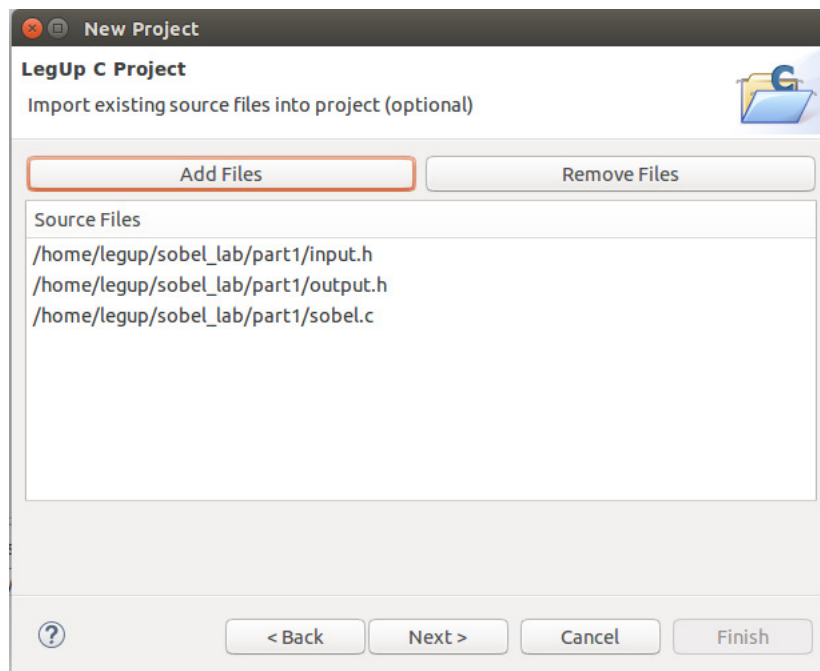 New Project
LegUp C Project
Import existing source files into project (optional)
C
Add Files Remove Files
Source Files
/home/legup/sobel_lab/part1/input.h
/home/legup/sobel_lab/part1/output.h
/home/legup/sobel_lab/part1/sobel.c
? < Back Next > Cancel Finish